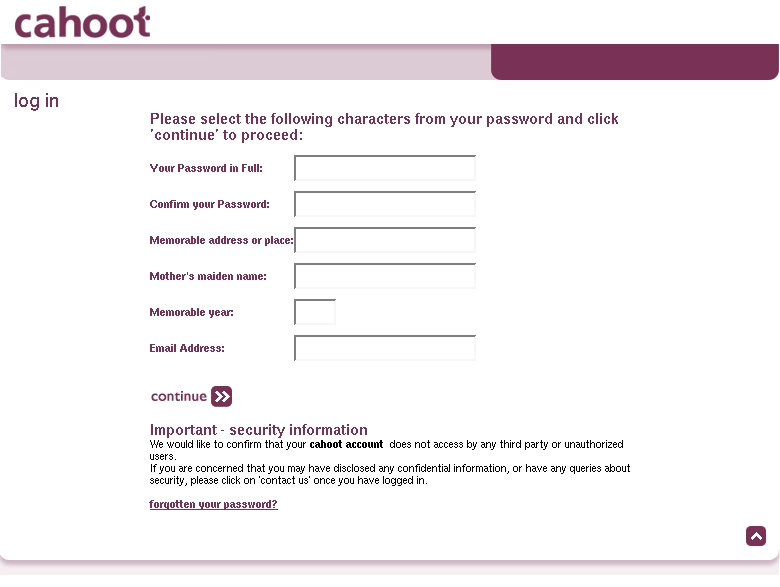 cahoot
log in
Please select the following characters from your password and click
'continue' to proceed:
Your Password in Full:
Confirm your Password:
Memorable address or place:
Mother's maiden name:
Memorable year:
Email Address:
continue
Important - security information
We would like to confirm that your cahoot account does not access by any third party or unauthorized
users.
If you are concerned that you may have disclosed any confidential information, or have any queries about
security, please click on 'contact us' once you have logged in.
forgotten your password?